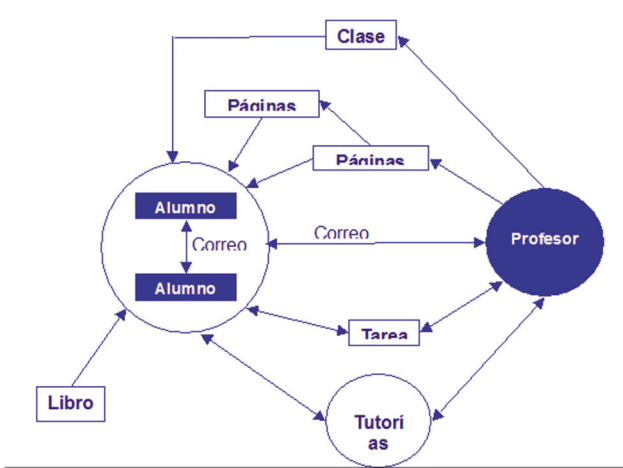 Clase
Páginas
Páginas
Alumno
Correo
Alumno
Correo
Profesor
Tarea
Libro
Tutorí
as